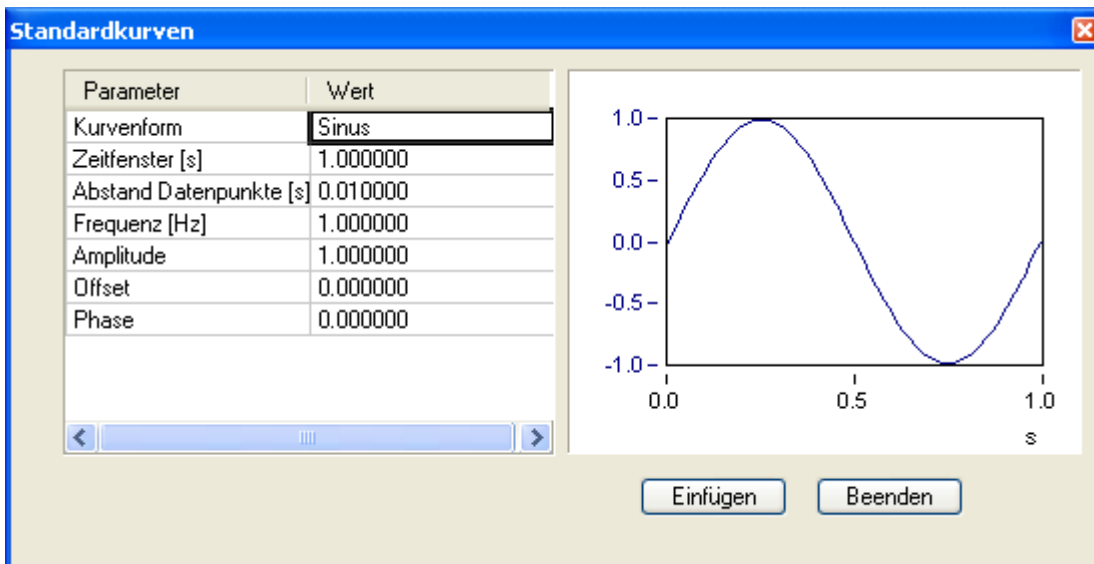 Standardkurven
Parameter Wert
Kurvenform Sinus
Zeitfenster [s] 1.000000
Abstand Datenpunkte [s] 0.010000
Frequenz [Hz] 1.000000
Amplitude 1.000000
Offset 0.000000
Phase 0.000000
1.0
0.5
0.0
-0.5
-1.0
0.0 0.5 1.0
s
Einfügen Beenden